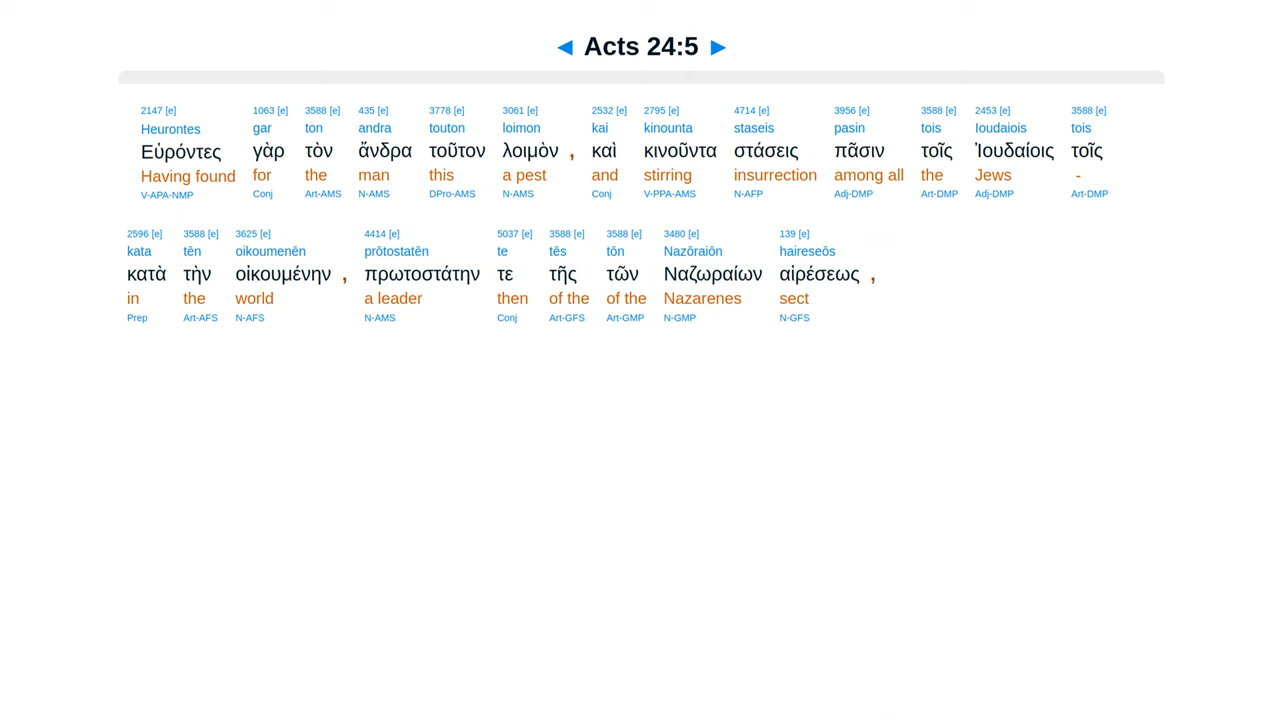 ◄ Acts 24:5 ►
2147 [e] 1063 [e] 3588 [e] 435 [e] 3778 [e] 3061 [e] 2532 [e] 2795 [e] 4714 [e] 3956 [e] 3588 [e] 2453 [e] 3588 [e]
Heurontes gar ton andra touton loimon kai kinounta staseis pasin tois Ioudaiois tois
Εὑρόντες γὰρ τὸν ἄνδρα τοῦτον λοιμὸν , καὶ κινοῦντα στάσεις πᾶσιν τοῖς Ἰουδαίοις τοῖς
Having found for the man this a pest and stirring insurrection among all the Jews -
V-APA-NMP Conj Art-AMS N-AMS DPro-AMS N-AMS Conj V-PPA-AMS N-AFP Adj-DMP Art-DMP Adj-DMP Art-DMP
2596 [e] 3588 [e] 3625 [e] 4414 [e] 5037 [e] 3588 [e] 3588 [e] 3480 [e] 139 [e]
kata tēn oikoumenēn prōtostatēn te tēs tōn Nazōraiōn haireseōs
κατὰ τὴν οἰκουμένην , πρωτοστάτην τε τῆς τῶν Ναζωραίων αἱρέσεως ,
in the world a leader then of the of the Nazarenes sect
Prep Art-AFS N-AFS N-AMS Conj Art-GFS Art-GMP N-GMP N-GFS